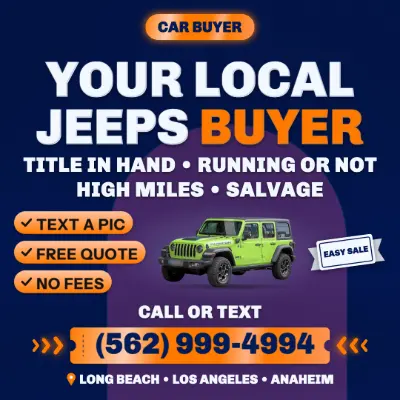 CAR BUYER
YOUR LOCAL
JEEPS BUYER
TITLE IN HAND • RUNNING OR NOT
HIGH MILES • SALVAGE
TEXT A PIC
FREE QUOTE
NO FEES
EASY SALE
CALL OR TEXT
(562) 999-4994
LONG BEACH • LOS ANGELES • ANAHEIM